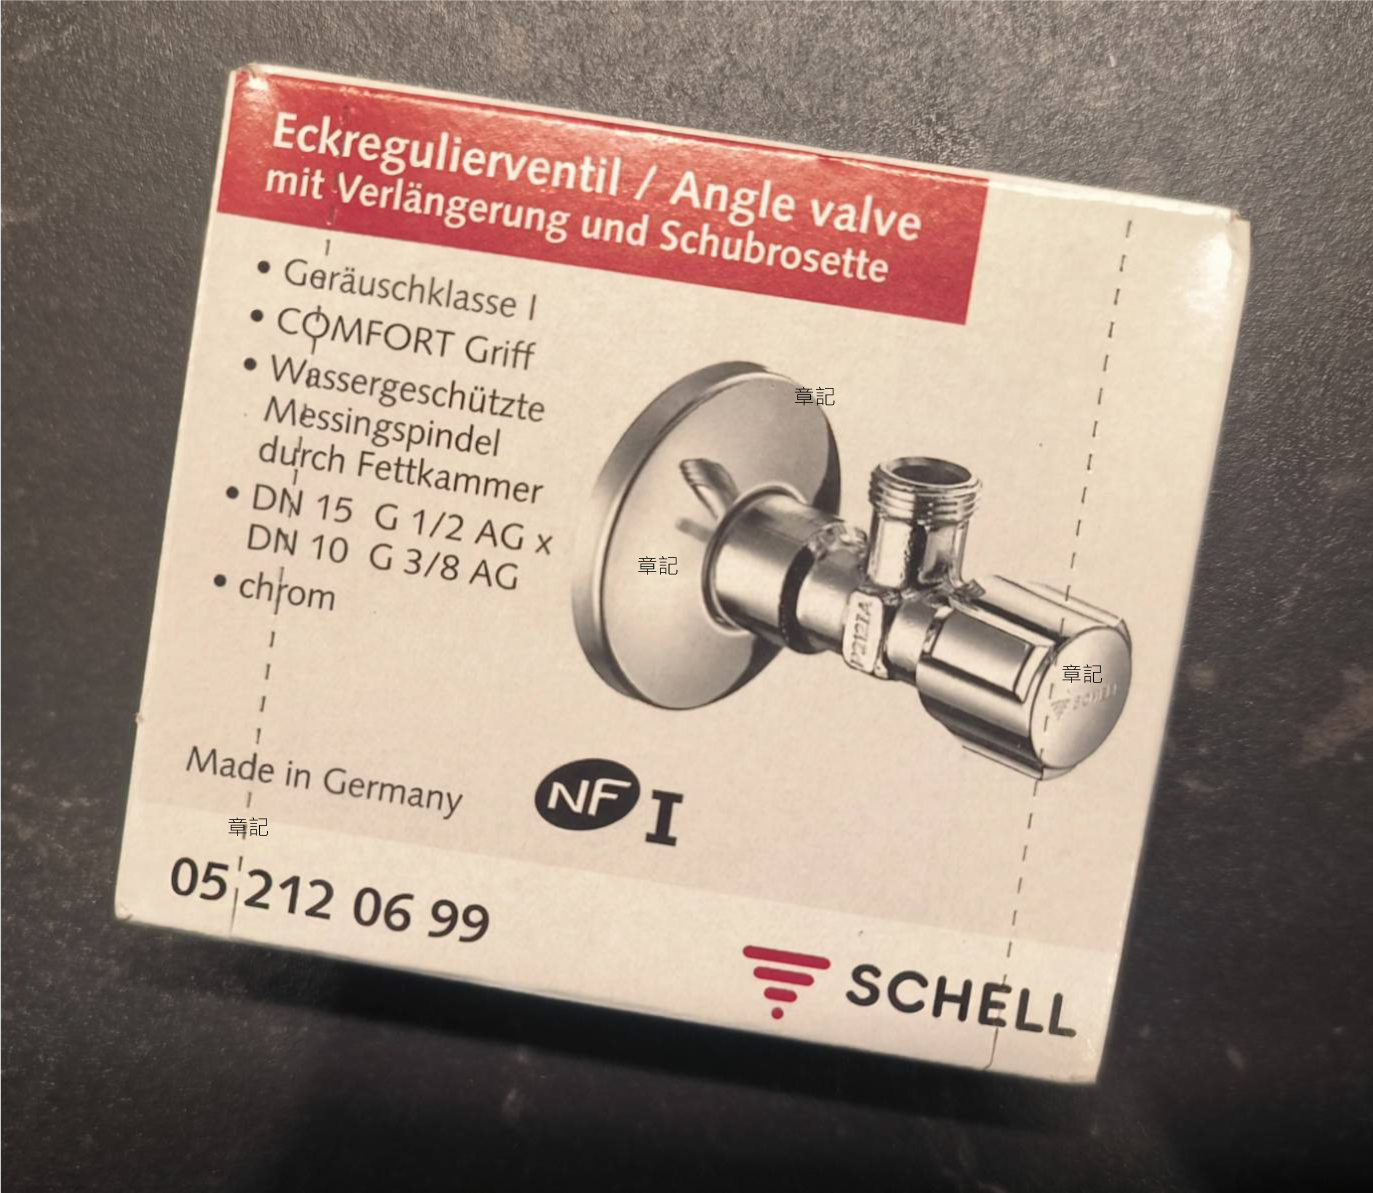 Eckregulierventil / Angle valve
mit Verlängerung und Schubrosette
• Geräuschklasse I
• COMFORT Griff
• Wassergeschützte
Messingspindel
durch Fettkammer
• DN 15 G 1/2 AG x
DN 10 G 3/8 AG
• chrom
章記
章記
P2121A
章記
SCHELL
Made in Germany
NF I
章記
05 212 06 99
SCHELL